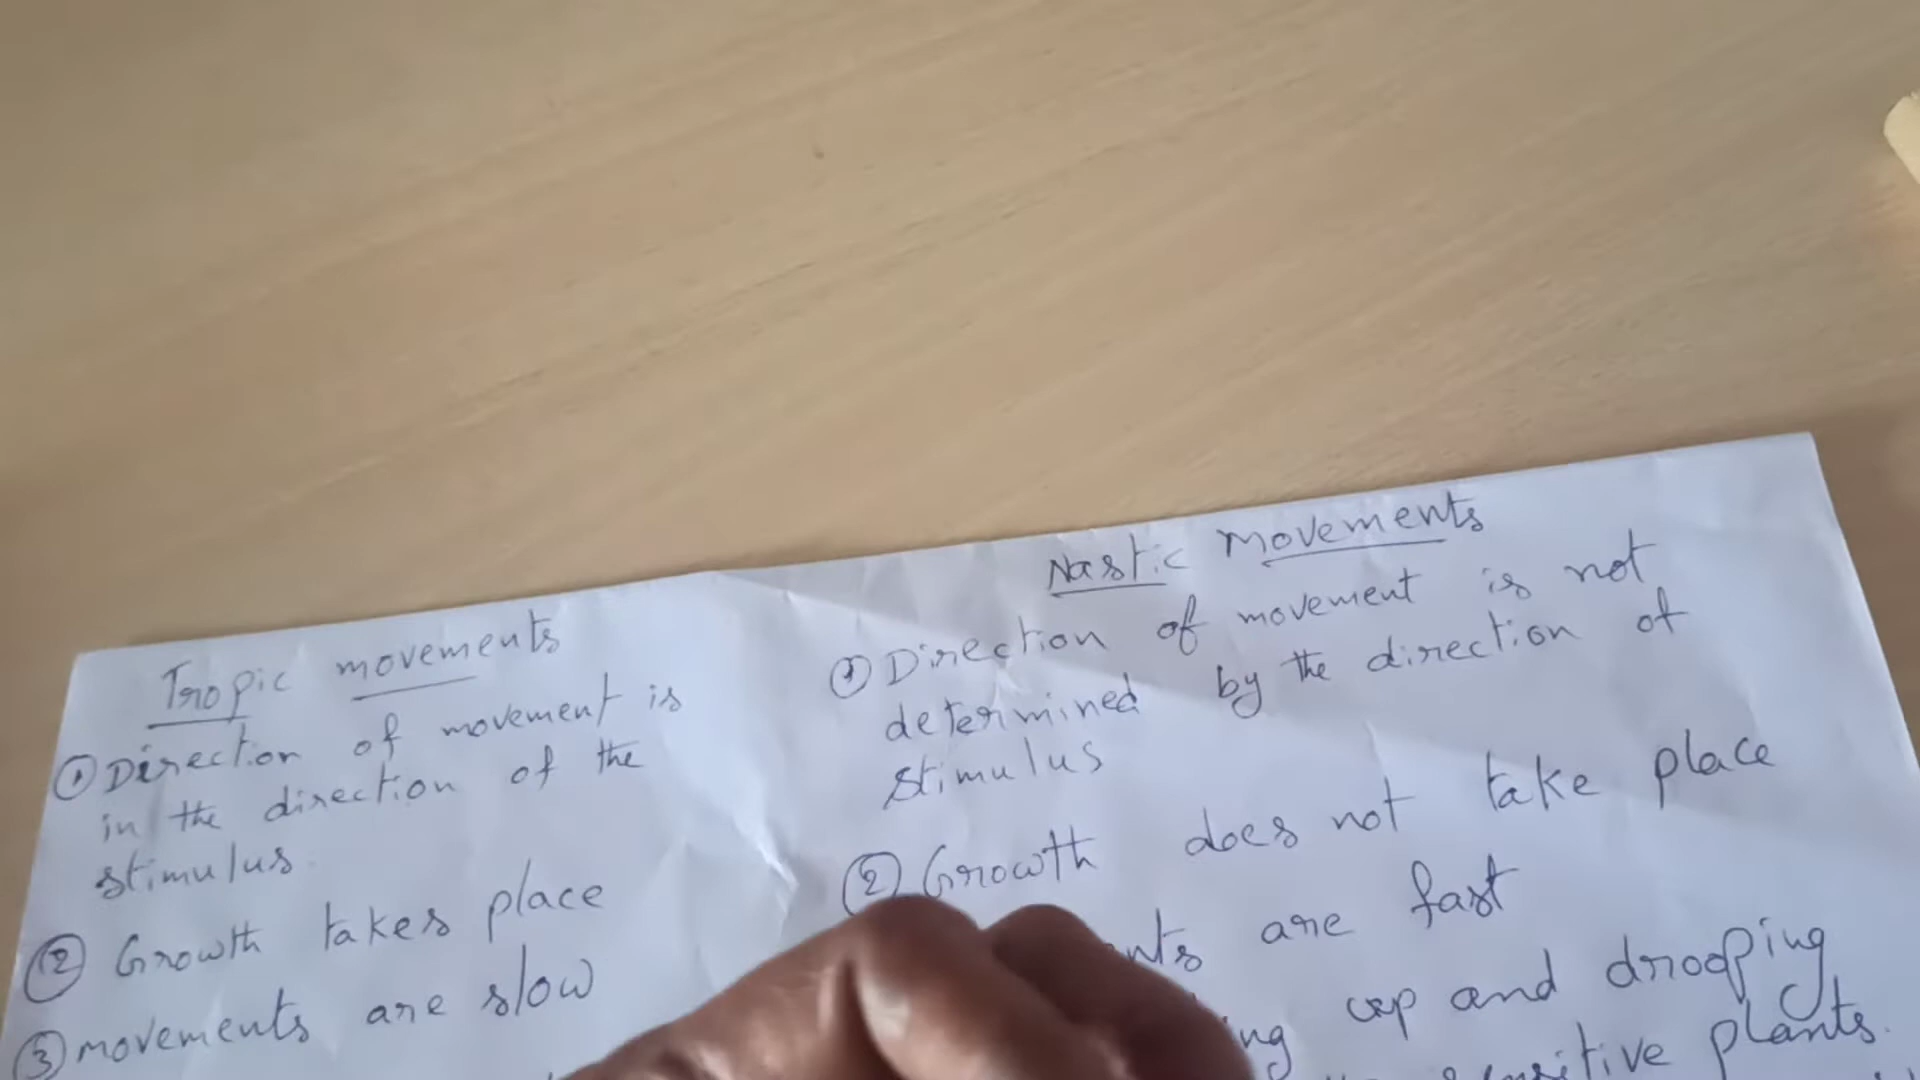 Tropic movements
① Direction of movement is
in the direction of the
stimulus.
② Growth takes place
③ movements are slow
Nastic Movements
① Direction of movement is not
determined by the direction of
stimulus
② Growth does not take place
are fast
up and drooping
plants.